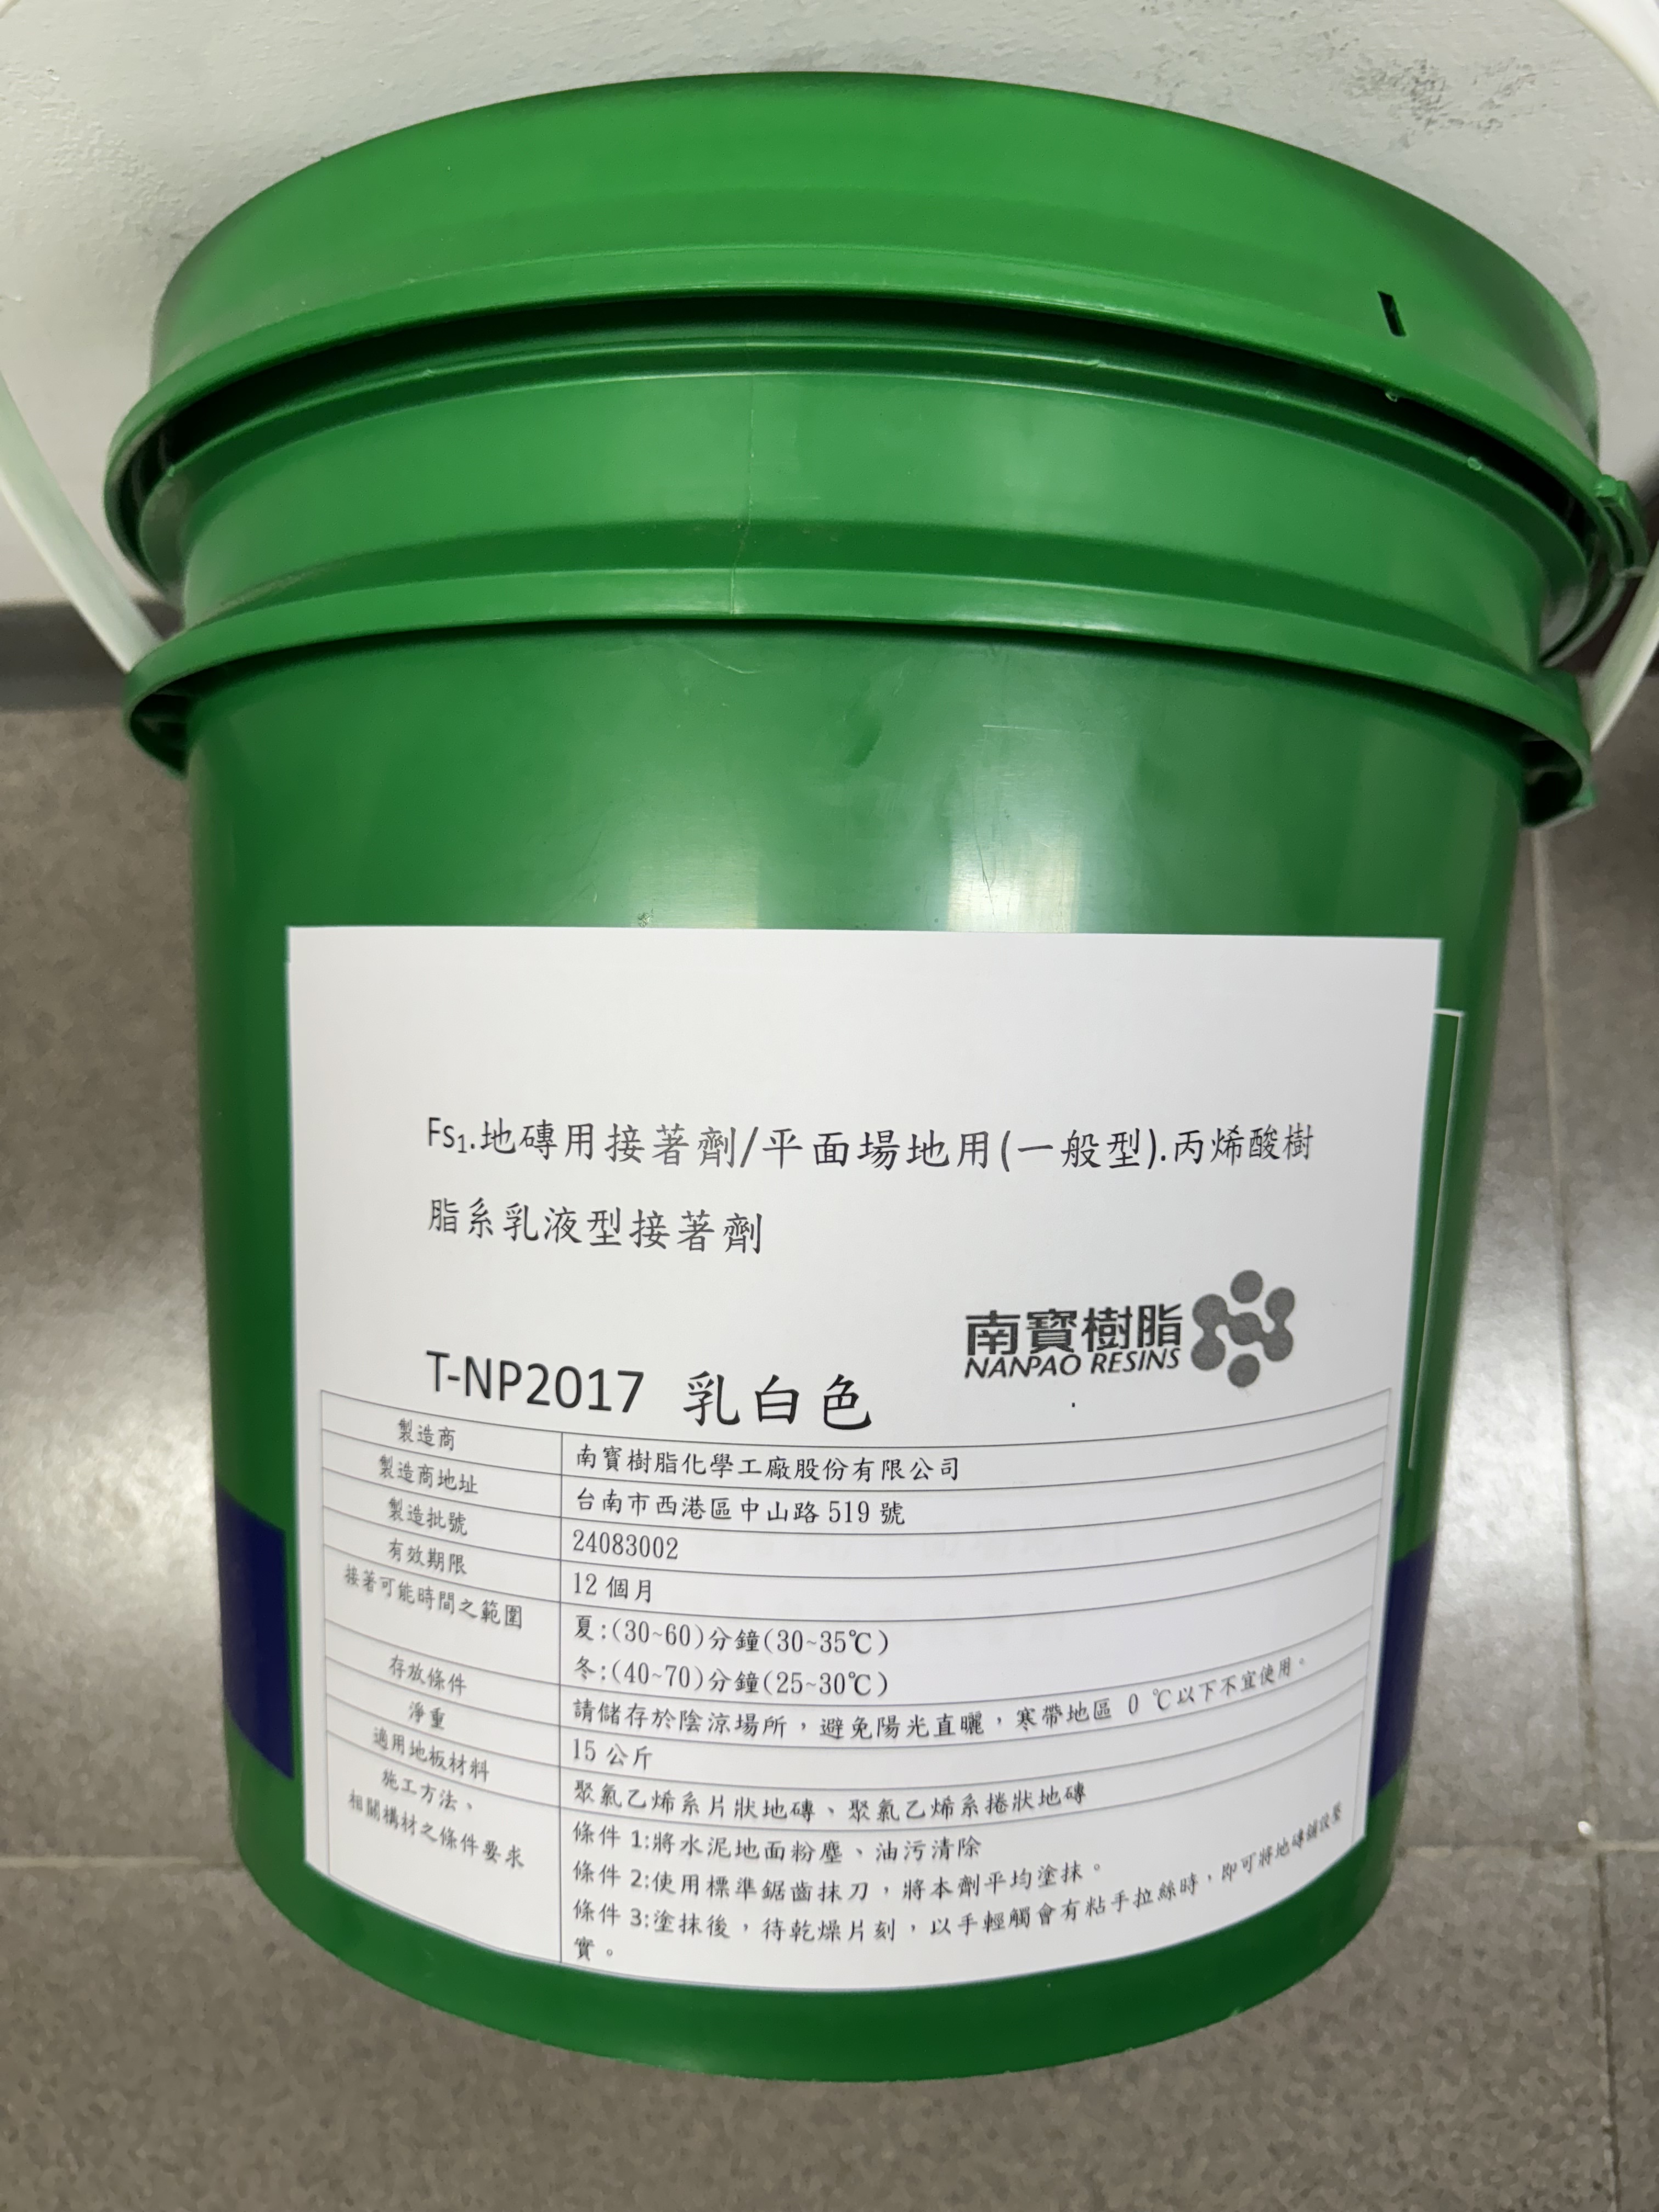 Fs₁.地磚用接著劑/平面場地用(一般型).丙烯酸樹
脂系乳液型接著劑
南寶樹脂
NANPAO RESINS
T-NP2017 乳白色
製造商 南寶樹脂化學工廠股份有限公司
製造商地址 台南市西港區中山路 519 號
製造批號 24083002
有效期限 12 個月
接著可能時間之範圍 夏:(30~60)分鐘(30~35℃)
冬:(40~70)分鐘(25~30℃)
存放條件 請儲存於陰涼場所，避免陽光直曬，寒帶地區 0 ℃以下不宜使用。
淨重 15 公斤
適用地板材料 聚氯乙烯系片狀地磚、聚氯乙烯系捲狀地磚
施工方法、
相關構材之條件要求
條件 1:將水泥地面粉塵、油污清除
條件 2:使用標準鋸齒抹刀，將本劑平均塗抹。
條件 3:塗抹後，待乾燥片刻，以手輕觸會有粘手拉絲時，即可將地磚鋪設壓
實。